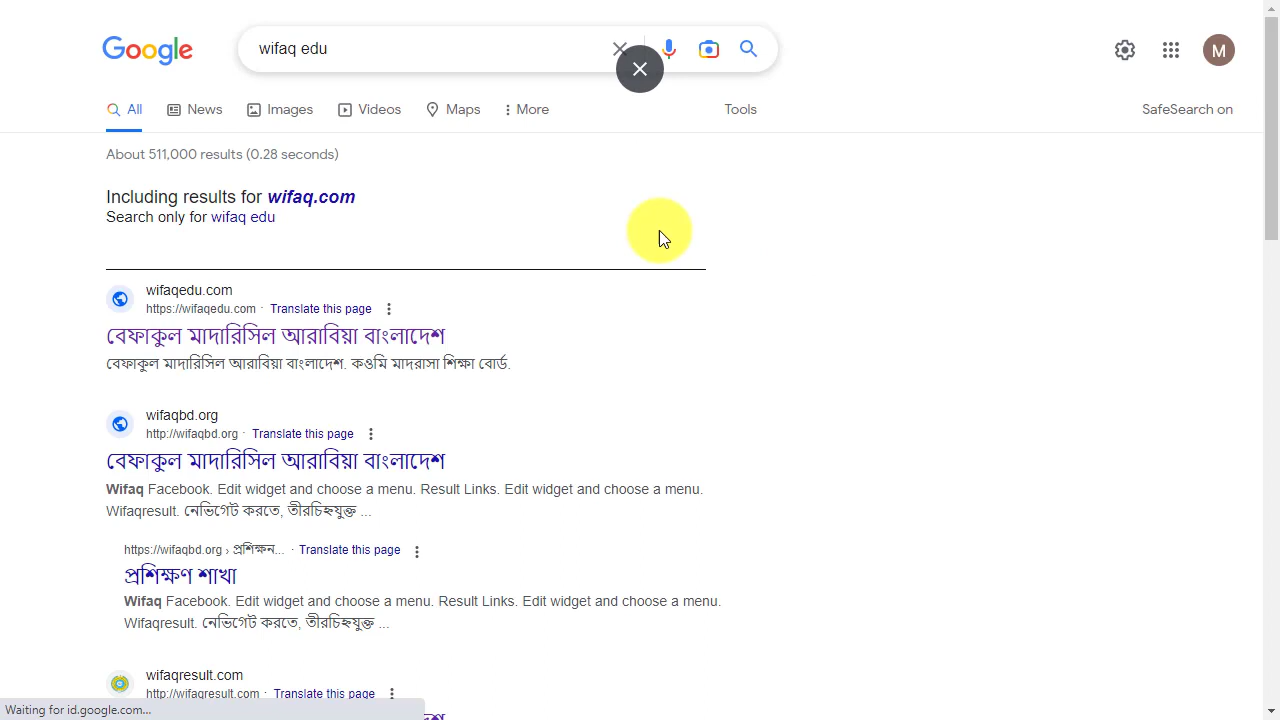 Google
wifaq edu
M
All
News
Images
Videos
Maps
More
Tools
SafeSearch on
About 511,000 results (0.28 seconds)
Including results for wifaq.com
Search only for wifaq edu
wifaqedu.com
https://wifaqedu.com · Translate this page
বেফাকুল মাদারিসিল আরাবিয়া বাংলাদেশ
বেফাকুল মাদারিসিল আরাবিয়া বাংলাদেশ. কওমি মাদরাসা শিক্ষা বোর্ড.
wifaqbd.org
http://wifaqbd.org · Translate this page
বেফাকুল মাদারিসিল আরাবিয়া বাংলাদেশ
Wifaq Facebook. Edit widget and choose a menu. Result Links. Edit widget and choose a menu.
Wifaqresult. নেভিগেট করতে, তীরচিহ্নযুক্ত ...
https://wifaqbd.org › প্রশিক্ষন... · Translate this page
প্রশিক্ষণ শাখা
Wifaq Facebook. Edit widget and choose a menu. Result Links. Edit widget and choose a menu.
Wifaqresult. নেভিগেট করতে, তীরচিহ্নযুক্ত ...
wifaqresult.com
http://wifaqresult.com · Translate this page
Waiting for id.google.com...